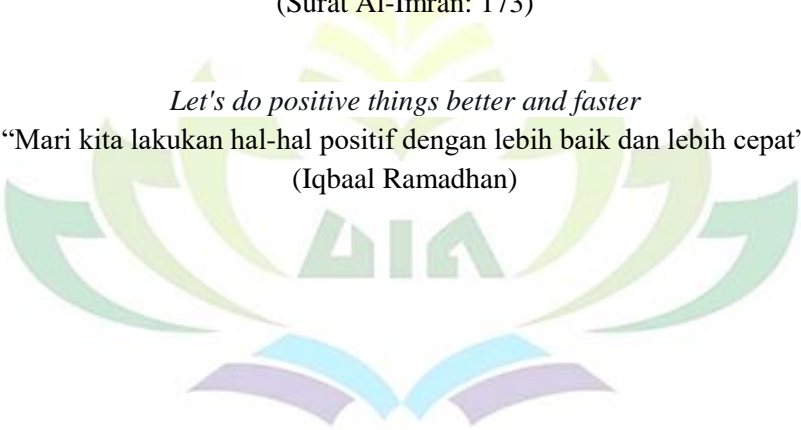 (Surat Al-Imran: 173)
Let's do positive things better and faster
“Mari kita lakukan hal-hal positif dengan lebih baik dan lebih cepat”
(Iqbaal Ramadhan)
UIN